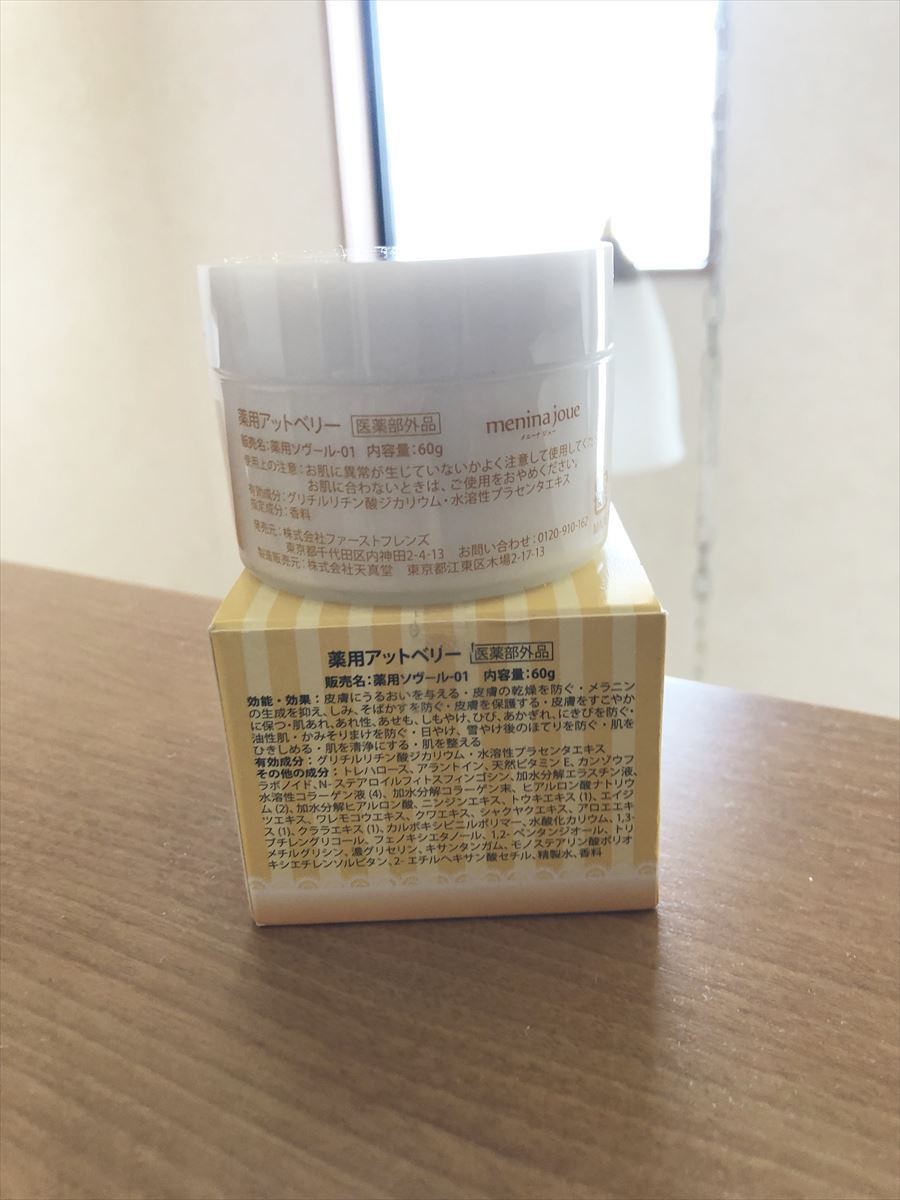 薬用アットベリー 医薬部外品 menina joue
メニーナ ジュー
販売名:薬用ソヴール-01 内容量:60g
使用上の注意:お肌に異常が生じていないかよく注意して使用してくだ
お肌に合わないときは、ご使用をおやめください。
有効成分:グリチルリチン酸ジカリウム・水溶性プラセンタエキス
指定成分:香料
発売元:株式会社ファーストフレンズ
東京都千代田区内神田2-4-13 お問い合わせ:0120-910-162
製造販売元:株式会社天真堂 東京都江東区木場2-17-13
薬用アットベリー 医薬部外品
販売名:薬用ソヴール-01 内容量:60g
効能・効果:皮膚にうるおいを与える・皮膚の乾燥を防ぐ・メラニン
の生成を抑え、しみ、そばかすを防ぐ・皮膚を保護する・皮膚をすこやか
に保つ・肌あれ、あれ性、あせも、しもやけ、ひび、あかぎれ、にきびを防ぐ・
油性肌・かみそりまけを防ぐ・日やけ、雪やけ後のほてりを防ぐ・肌を
ひきしめる・肌を清浄にする・肌を整える
有効成分:グリチルリチン酸ジカリウム・水溶性プラセンタエキス
その他の成分:トレハロース、アラントイン、天然ビタミンE、カンゾウフ
ラボノイド、N-ステアロイルフィトスフィンゴシン、加水分解エラスチン液、
水溶性コラーゲン液(4)、加水分解コラーゲン末、ヒアルロン酸ナトリウ
ム(2)、加水分解ヒアルロン酸、ニンジンエキス、トウキエキス(1)、エイジ
ツエキス、ワレモコウエキス、クワエキス、シャクヤクエキス、アロエエキ
ス(1)、クララエキス(1)、カルボキシビニルポリマー、水酸化カリウム、1,3-
ブチレングリコール、フェノキシエタノール、1,2-ペンタンジオール、トリ
メチルグリシン、濃グリセリン、キサンタンガム、モノステアリン酸ポリオ
キシエチレンソルビタン、2-エチルヘキサン酸セチル、精製水、香料